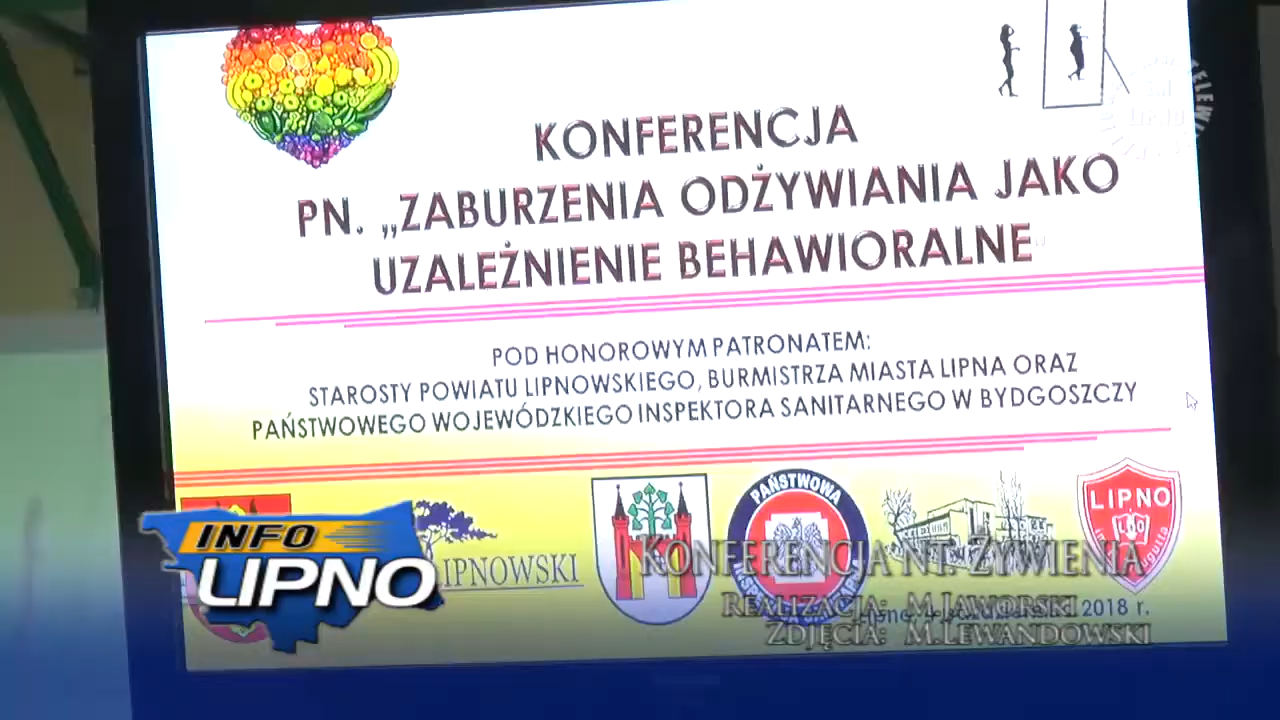 KONFERENCJA
PN. „ZABURZENIA ODŻYWIANIA JAKO
UZALEŻNIENIE BEHAWIORALNE"
POD HONOROWYM PATRONATEM:
STAROSTY POWIATU LIPNOWSKIEGO, BURMISTRZA MIASTA LIPNA ORAZ
PAŃSTWOWEGO WOJEWÓDZKIEGO INSPEKTORA SANITARNEGO W BYDGOSZCZY
PAŃSTWOWA
LIPNO
LIPNOWSKI
INFO
LIPNO
KONFERENCJA NT. ŻYWIENIA
REALIZACJA: M.JAWORSKI
2018 r.
ZDJĘCIA: M.LEWANDOWSKI